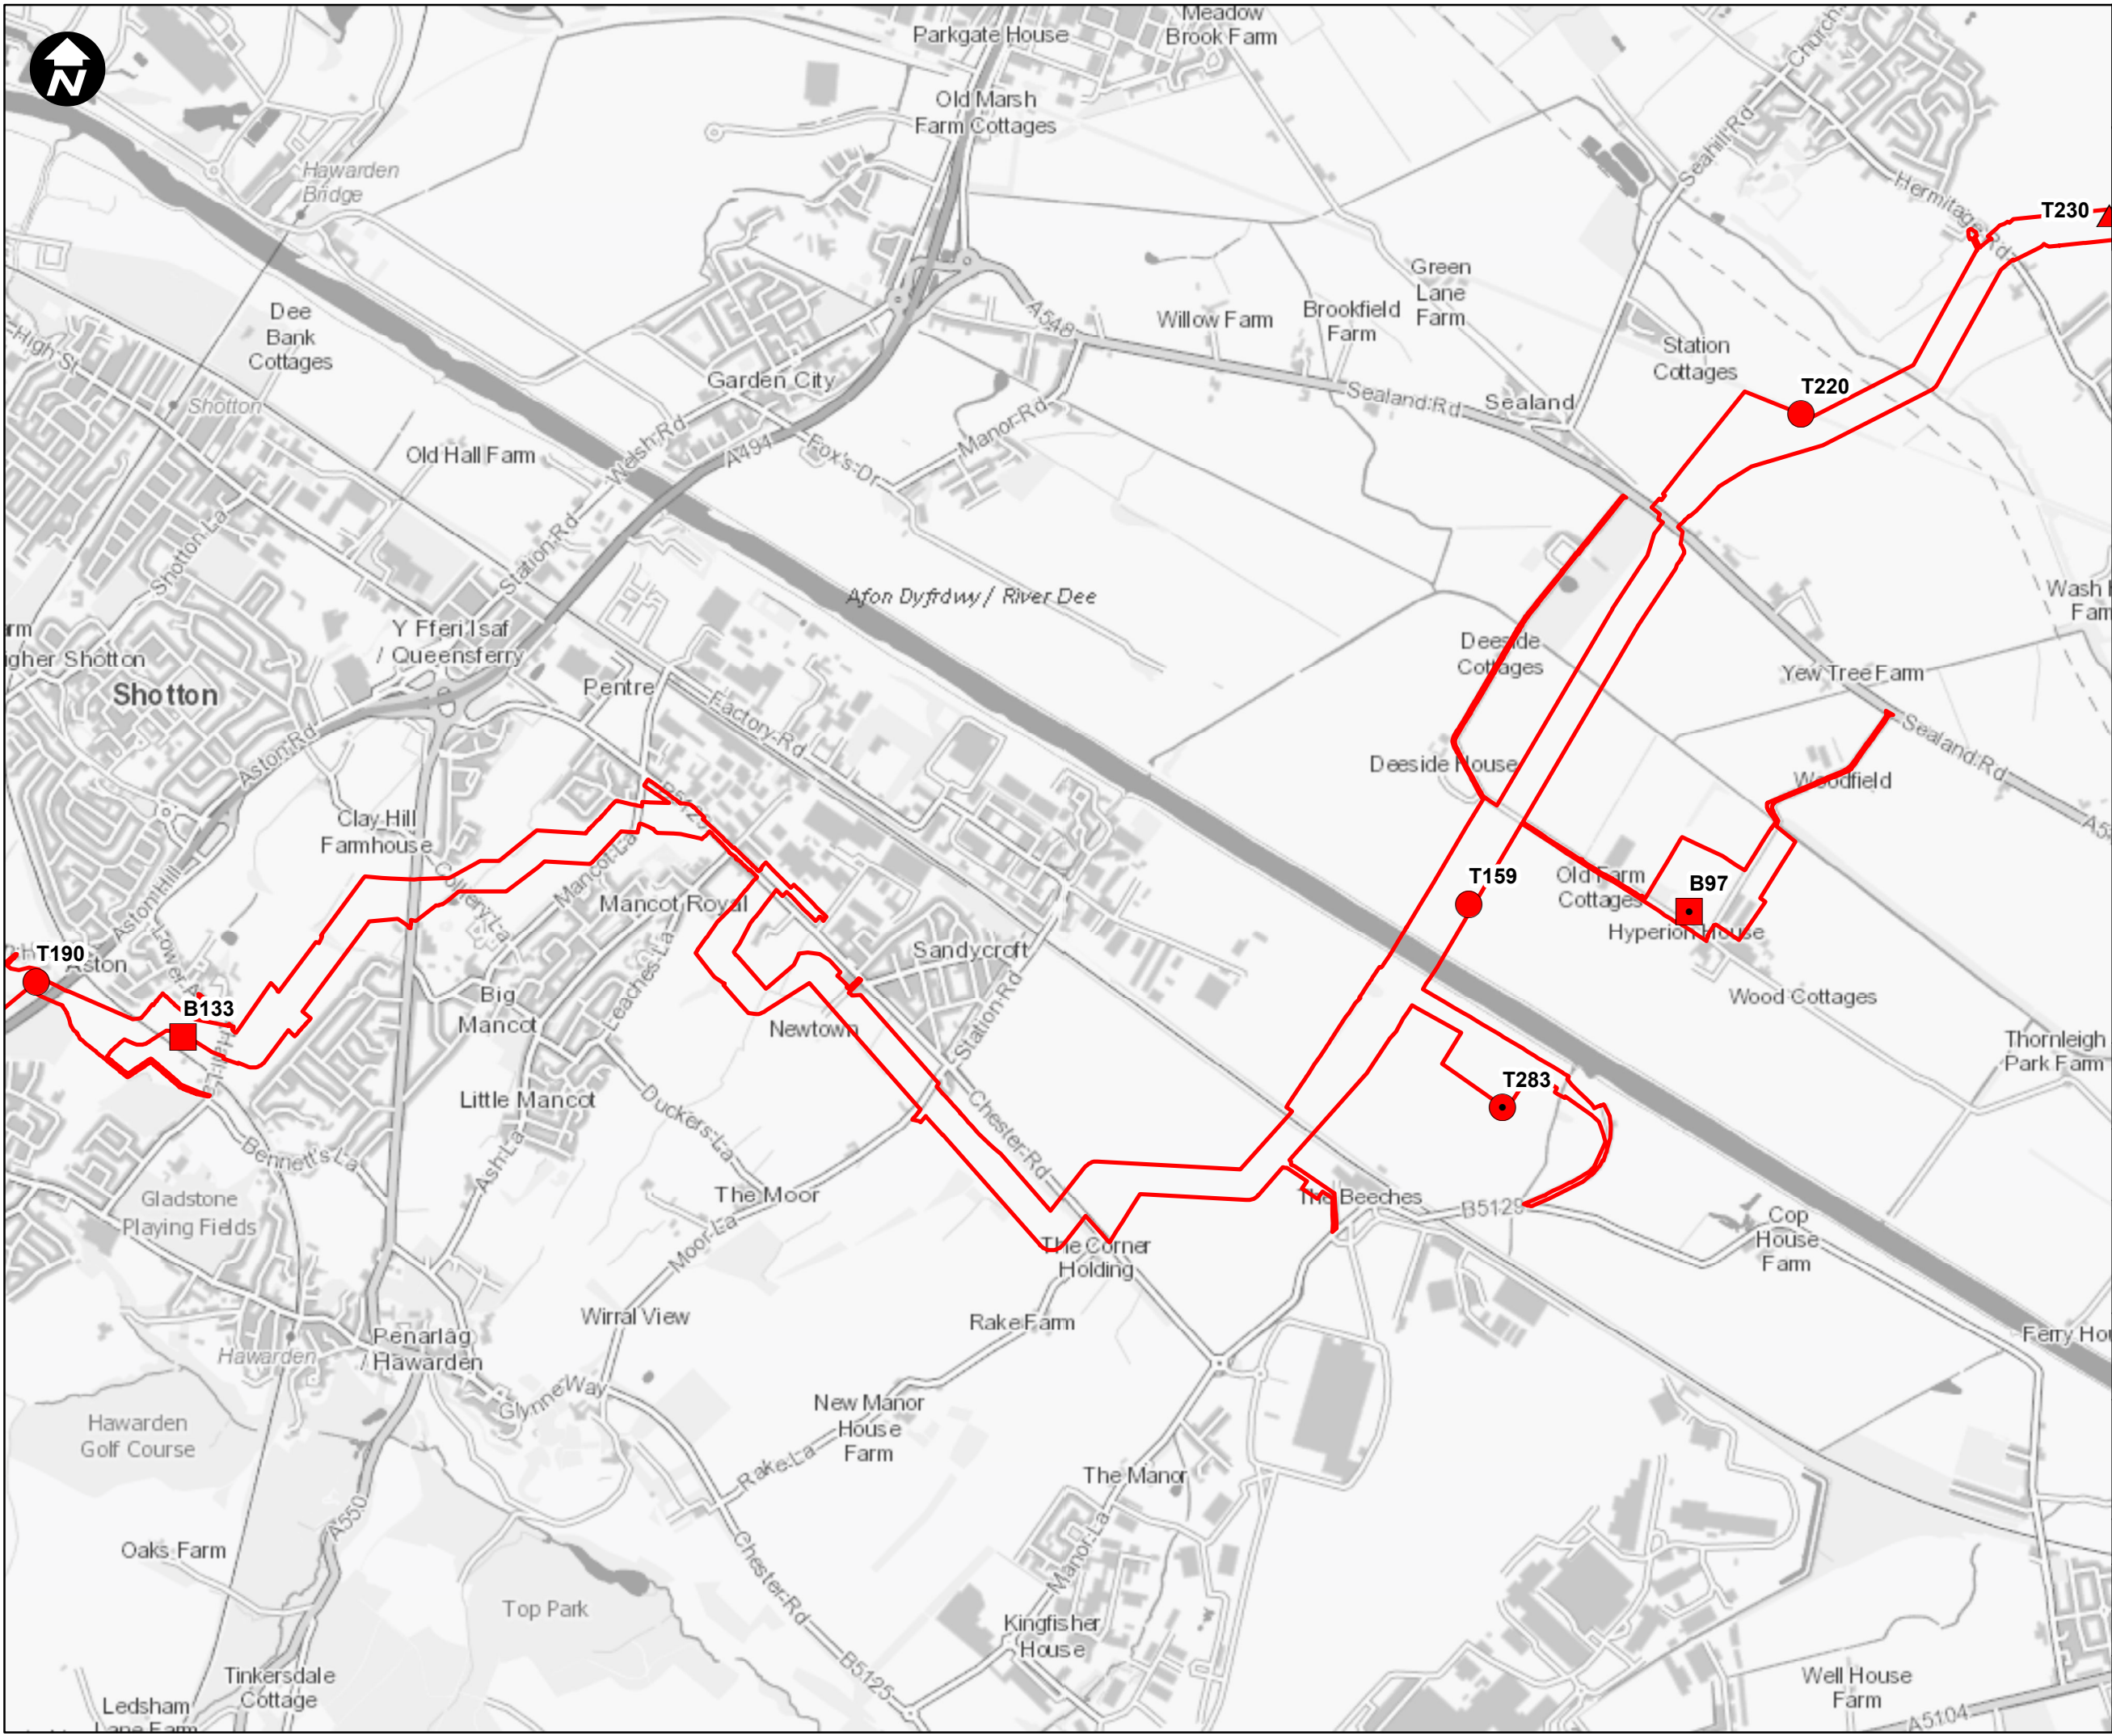 N
Parkgate House
Meadow
Brook Farm
Old Marsh
Farm Cottages
Seahill Rd
Hermitage Rd
Hawarden
Bridge
T230
Dee
Bank
Cottages
Green
Lane
Farm
A548
Willow Farm
Brookfield
Farm
High St
Station
Cottages
Garden City
T220
Shotton
Sealand Rd
Sealand
Manor Rd
Welsh Rd
A494
Fox's Dr
Old Hall Farm
Shotton La
Station Rd
Afon Dyfrdwy / River Dee
Y Fferi Isaf
/ Queensferry
Deeside
Cottages
Shotton
Pentre
Yew Tree Farm
Factory Rd
Aston Rd
Sealand Rd
Deeside House
Woodfield
Clay Hill
Farmhouse
Mancot La
T159
Old Farm
Cottages
B97
Aston Hill
Mancot Royal
Hyperion House
Sandycroft
T190
Aston
Leaches La
Big
Mancot
Wood Cottages
B133
Newtown
Station Rd
Thornleigh
Park Farm
T283
Little Mancot
Duckers La
Chester Rd
Bennett's La
Ash La
Gladstone
Playing Fields
The Moor
The Beeches
B5129
Moor La
Cop
House
Farm
The Corner
Holding
Wirral View
Rake Farm
Penarlâg
/ Hawarden
Hawarden
Glynne Way
New Manor
House
Farm
Hawarden
Golf Course
Rake La
The Manor
A550
Oaks Farm
Chester Rd
Manor La
Top Park
Kingfisher
House
B5125
Tinkersdale
Cottage
Well House
Farm
Ledsham
Lane Farm
A5104